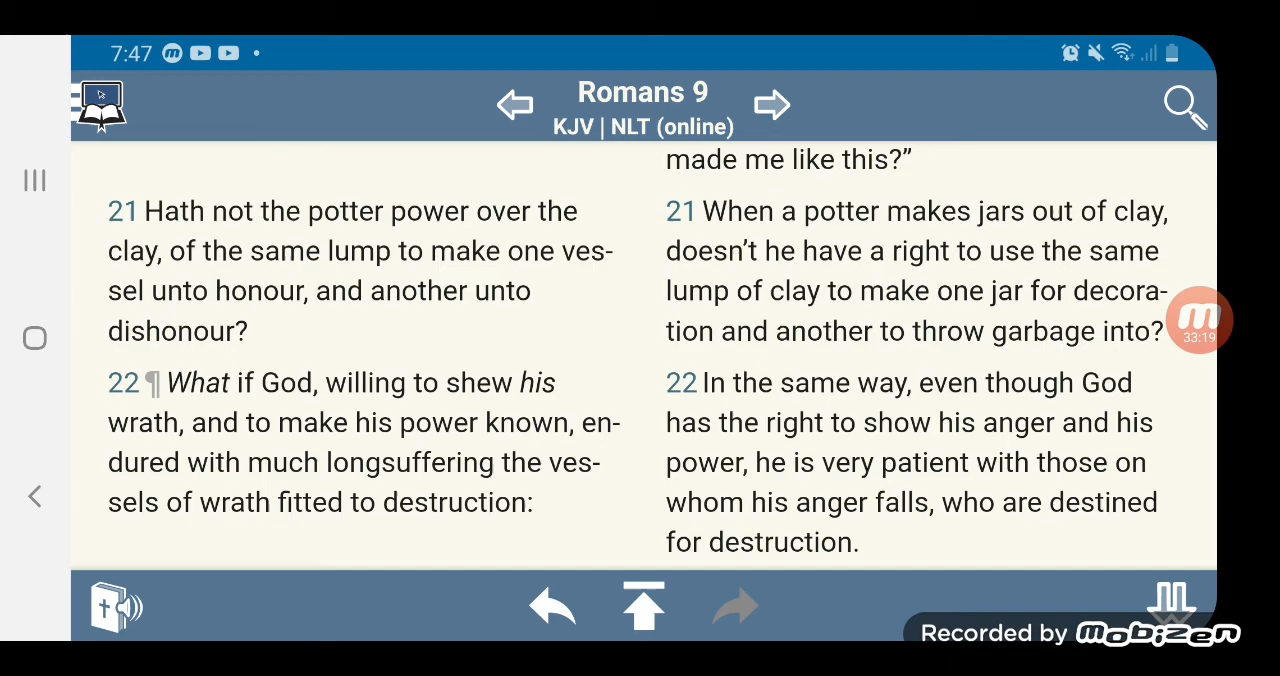 7:47
Romans 9
KJV | NLT (online)
made me like this?”
21 Hath not the potter power over the
clay, of the same lump to make one ves-
sel unto honour, and another unto
dishonour?
22 ¶ What if God, willing to shew his
wrath, and to make his power known, en-
dured with much longsuffering the ves-
sels of wrath fitted to destruction:
21 When a potter makes jars out of clay,
doesn’t he have a right to use the same
lump of clay to make one jar for decora-
tion and another to throw garbage into?
22 In the same way, even though God
has the right to show his anger and his
power, he is very patient with those on
whom his anger falls, who are destined
for destruction.
33:19
Recorded by Mobizen